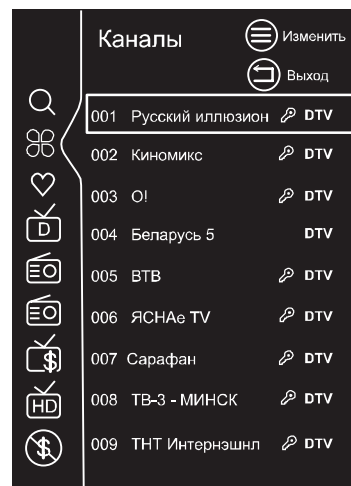 Каналы
Изменить
Выход
001 Русский иллюзион DTV
002 Киномикс DTV
003 О! DTV
004 Беларусь 5 DTV
005 ВТВ DTV
006 ЯСНАе TV DTV
007 Сарафан DTV
008 ТВ-3 - МИНСК DTV
009 ТНТ Интернэшнл DTV
D
$
HD
$